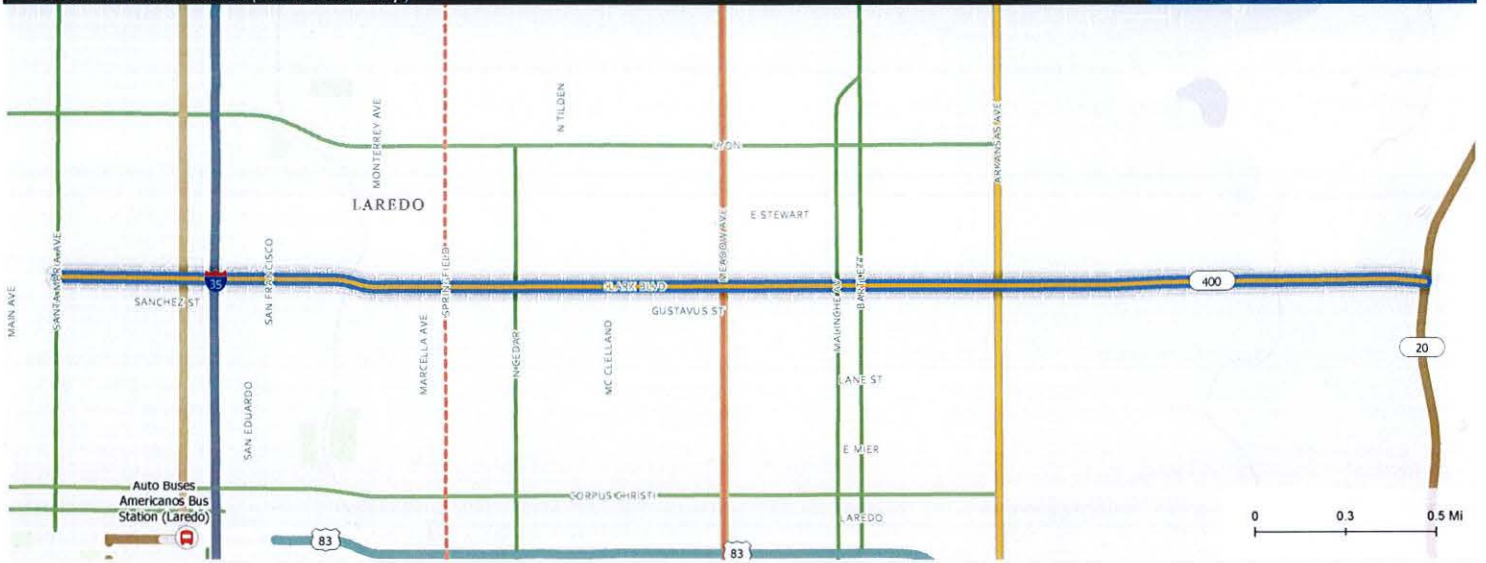 N TILDEN
MONTERREY AVE
ARKANSAS AVE
LYON
LAREDO
E STEWART
MEADOW AVE
SANTA MARIA AVE
SAN FRANCISCO
SPRINGFIELD
BARTLETT
35
CLARK BLVD
400
MAIN AVE
SANCHEZ ST
GUSTAVUS ST
MALINCHE AV
MARCELLA AVE
N CEDAR
MC CLELLAND
20
LANE ST
SAN EDUARDO
E MIER
Auto Buses
Americanos Bus
Station (Laredo)
CORPUS CHRISTI
LAREDO
0 0.3 0.5 Mi
83
83